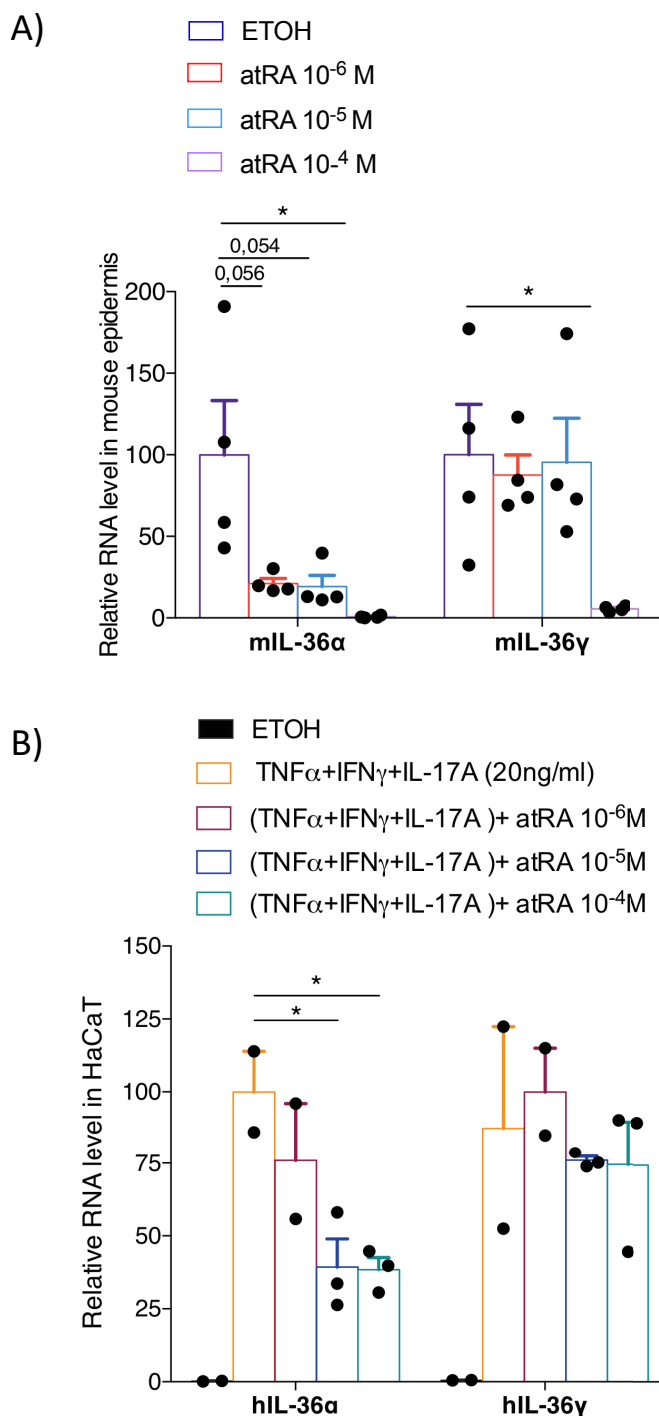 A)
ETOH
atRA 10-6 M
atRA 10-5 M
atRA 10-4 M
*
0,054
0,056
*
Relative RNA level in mouse epidermis
200
150
100
50
0
mIL-36α
mIL-36γ
B)
ETOH
TNFα+IFNγ+IL-17A (20ng/ml)
(TNFα+IFNγ+IL-17A )+ atRA 10-6M
(TNFα+IFNγ+IL-17A )+ atRA 10-5M
(TNFα+IFNγ+IL-17A )+ atRA 10-4M
Relative RNA level in HaCaT
150
125
100
75
50
25
0
*
*
hIL-36α
hIL-36γ